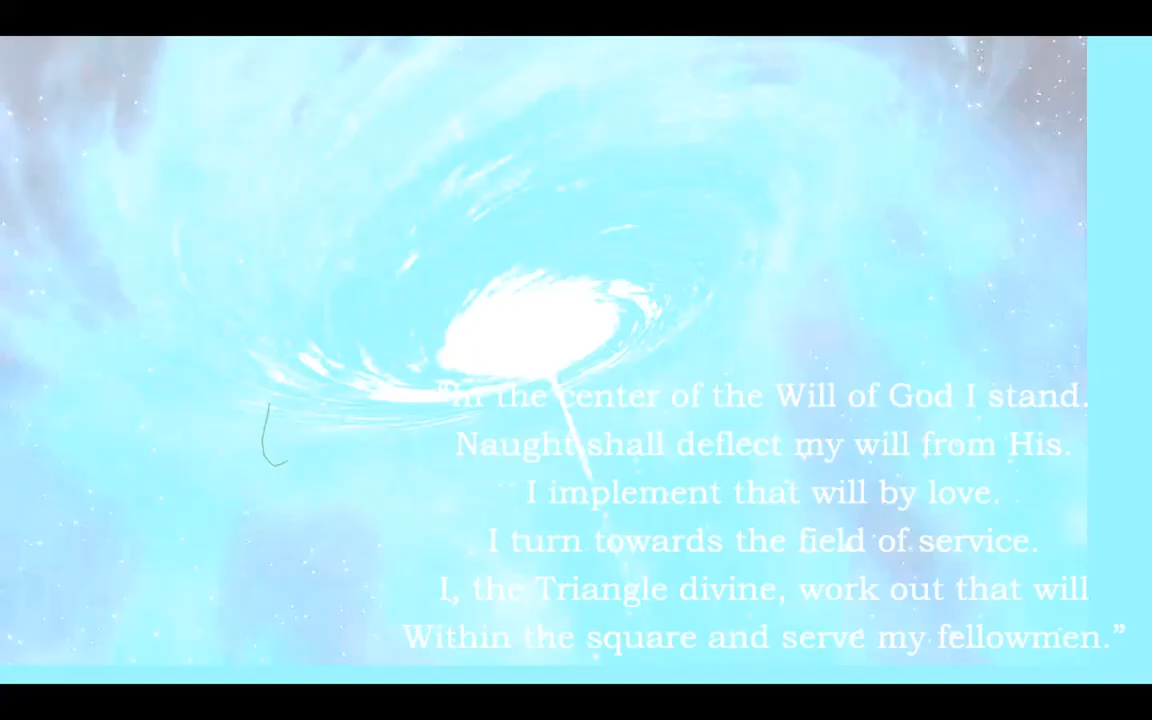 “In the center of the Will of God I stand.
Naught shall deflect my will from His.
I implement that will by love.
I turn towards the field of service.
I, the Triangle divine, work out that will
Within the square and serve my fellowmen.”